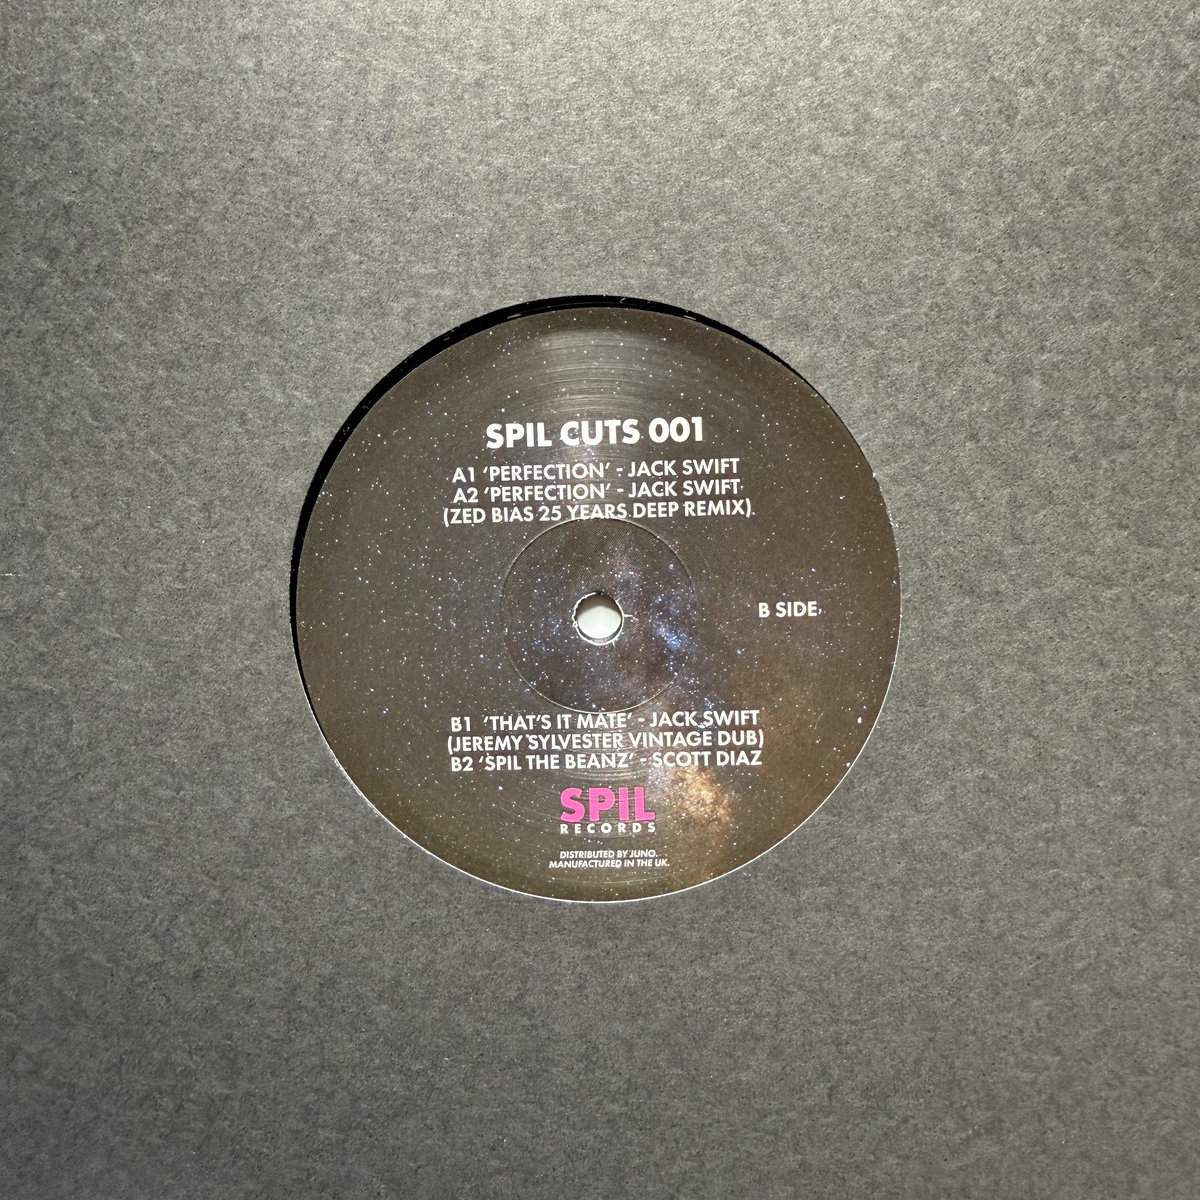 SPIL CUTS 001
A1 'PERFECTION' - JACK SWIFT
A2 'PERFECTION' - JACK SWIFT
(ZED BIAS 25 YEARS DEEP REMIX)
B SIDE
B1 'THAT'S IT MATE' - JACK SWIFT
(JEREMY SYLVESTER VINTAGE DUB)
B2 'SPIL THE BEANZ' - SCOTT DIAZ
SPIL
RECORDS
DISTRIBUTED BY JUNO.
MANUFACTURED IN THE UK.